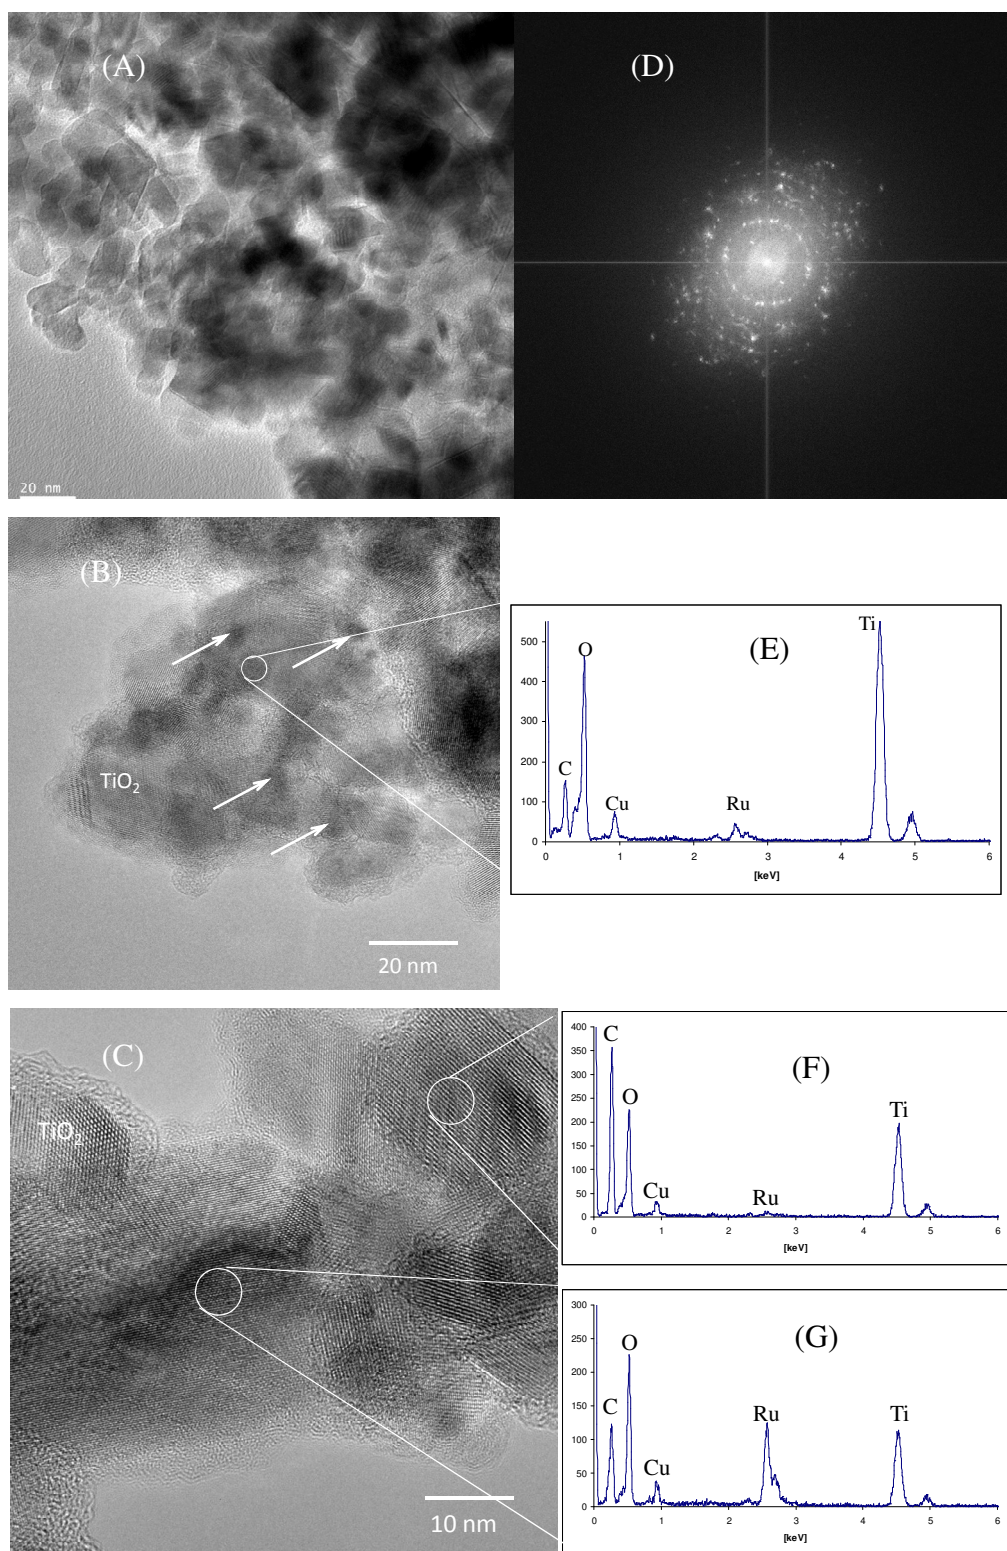 (A)
20 nm
(D)
(B)
TiO2
20 nm
(E)
Ti
O
C
Cu
Ru
500
400
300
200
100
0
0 1 2 3 4 5 6
[keV]
(C)
TiO2
10 nm
(F)
C
O
Ti
Cu
Ru
400
350
300
250
200
150
100
50
0
0 1 2 3 4 5 6
[keV]
(G)
O
C
Ru
Ti
Cu
300
250
200
150
100
50
0
0 1 2 3 4 5 6
[keV]